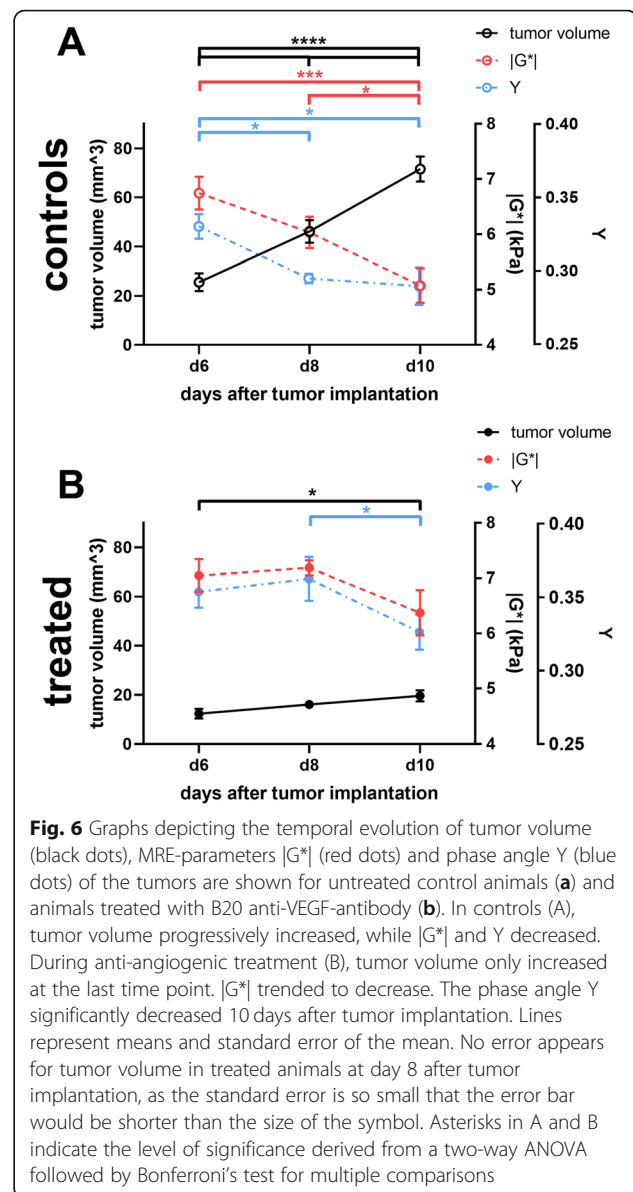 A
tumor volume
|G*|
Y
****
***
*
*
*
controls
tumor volume (mm^3)
80
60
40
20
0
8
7
6
5
4
|G*| (kPa)
0.40
0.35
0.30
0.25
Y
d6 d8 d10
days after tumor implantation
B
tumor volume
|G*|
Y
*
*
treated
tumor volume (mm^3)
80
60
40
20
0
8
7
6
5
4
|G*| (kPa)
0.40
0.35
0.30
0.25
Y
d6 d8 d10
days after tumor implantation
Fig. 6 Graphs depicting the temporal evolution of tumor volume
(black dots), MRE-parameters |G*| (red dots) and phase angle Y (blue
dots) of the tumors are shown for untreated control animals (a) and
animals treated with B20 anti-VEGF-antibody (b). In controls (A),
tumor volume progressively increased, while |G*| and Y decreased.
During anti-angiogenic treatment (B), tumor volume only increased
at the last time point. |G*| trended to decrease. The phase angle Y
significantly decreased 10 days after tumor implantation. Lines
represent means and standard error of the mean. No error appears
for tumor volume in treated animals at day 8 after tumor
implantation, as the standard error is so small that the error bar
would be shorter than the size of the symbol. Asterisks in A and B
indicate the level of significance derived from a two-way ANOVA
followed by Bonferroni's test for multiple comparisons